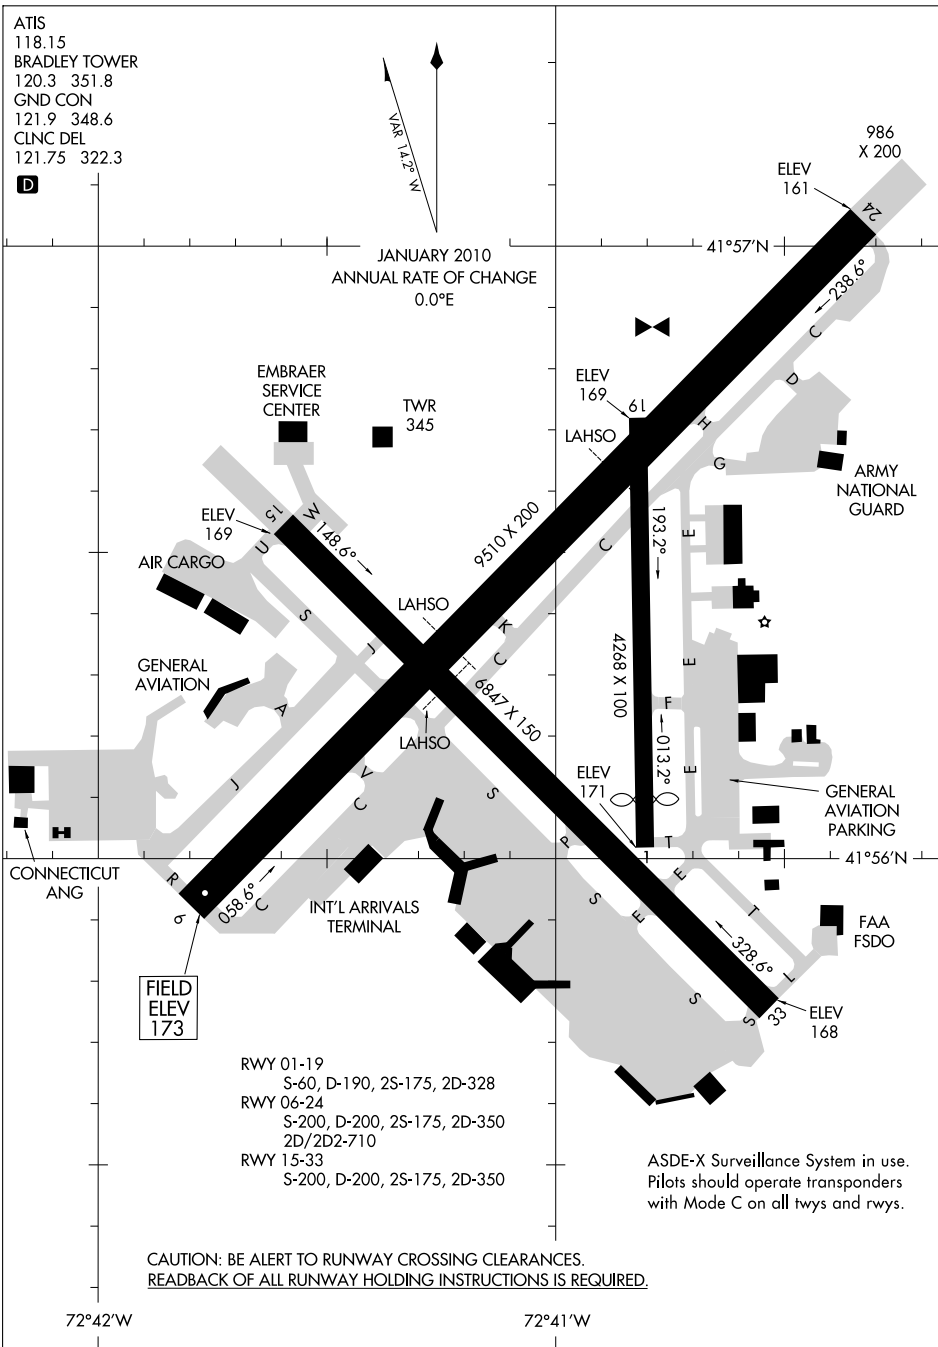 ATIS
118.15
BRADLEY TOWER
120.3 351.8
GND CON
121.9 348.6
CLNC DEL
121.75 322.3
D
VAR 14.2° W
JANUARY 2010
ANNUAL RATE OF CHANGE
0.0°E
986
X 200
ELEV
161
24
41°57'N
238.6°
C
D
H
G
ELEV
169
19
LAHSO
EMBRAER
SERVICE
CENTER
TWR
345
ARMY
NATIONAL
GUARD
ELEV
169
15
W
U
148.6°
9510 X 200
C
193.2°
E
AIR CARGO
S
J
LAHSO
K
C
4268 X 100
E
GENERAL
AVIATION
A
6847 X 150
F
LAHSO
013.2°
E
J
V
C
S
ELEV
171
GENERAL
AVIATION
PARKING
P
T
41°56'N
CONNECTICUT
ANG
H
R
6
058.6°
C
INT'L ARRIVALS
TERMINAL
S
E
E
T
FAA
FSDO
328.6°
L
S
S
33
ELEV
168
FIELD
ELEV
173
RWY 01-19
S-60, D-190, 2S-175, 2D-328
RWY 06-24
S-200, D-200, 2S-175, 2D-350
2D/2D2-710
RWY 15-33
S-200, D-200, 2S-175, 2D-350
ASDE-X Surveillance System in use.
Pilots should operate transponders
with Mode C on all twys and rwys.
CAUTION: BE ALERT TO RUNWAY CROSSING CLEARANCES.
READBACK OF ALL RUNWAY HOLDING INSTRUCTIONS IS REQUIRED.
72°42'W
72°41'W